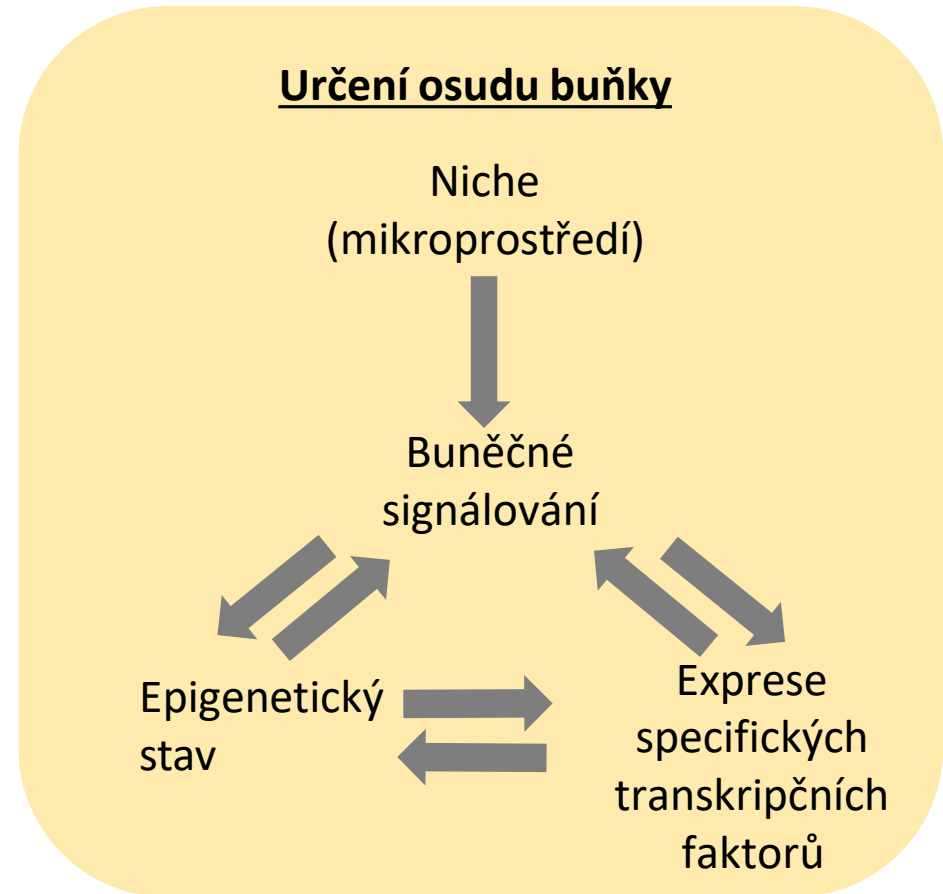 Určení osudu buňky
Niche
(mikroprostředí)
Buněčné
signálování
Epigenetický
stav
Exprese
specifických
transkripčních
faktorů